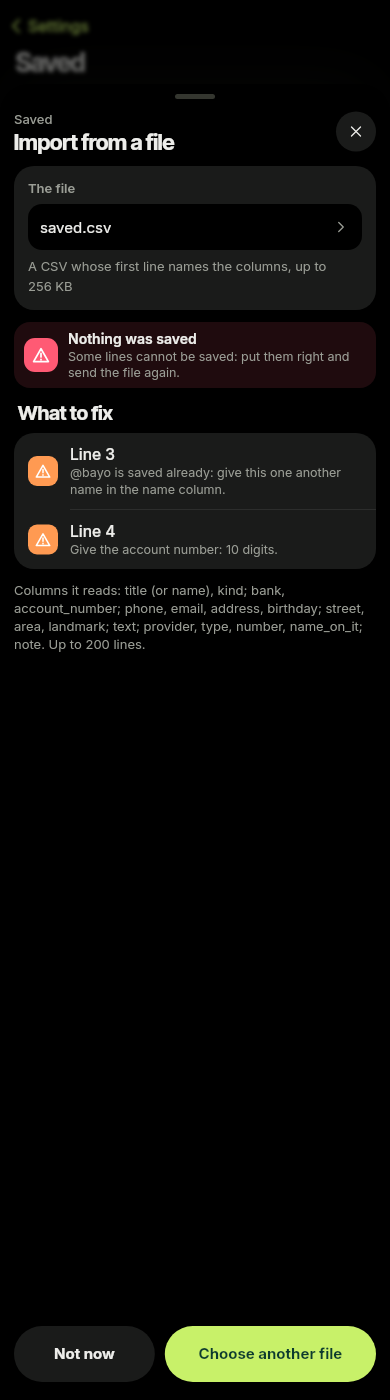 Settings
Saved
Saved
Import from a file
The file
saved.csv
A CSV whose first line names the columns, up to
256 KB
Nothing was saved
Some lines cannot be saved: put them right and
send the file again.
What to fix
Line 3
@bayo is saved already: give this one another
name in the name column.
Line 4
Give the account number: 10 digits.
Columns it reads: title (or name), kind; bank,
account_number; phone, email, address, birthday; street,
area, landmark; text; provider, type, number, name_on_it;
note. Up to 200 lines.
Not now
Choose another file